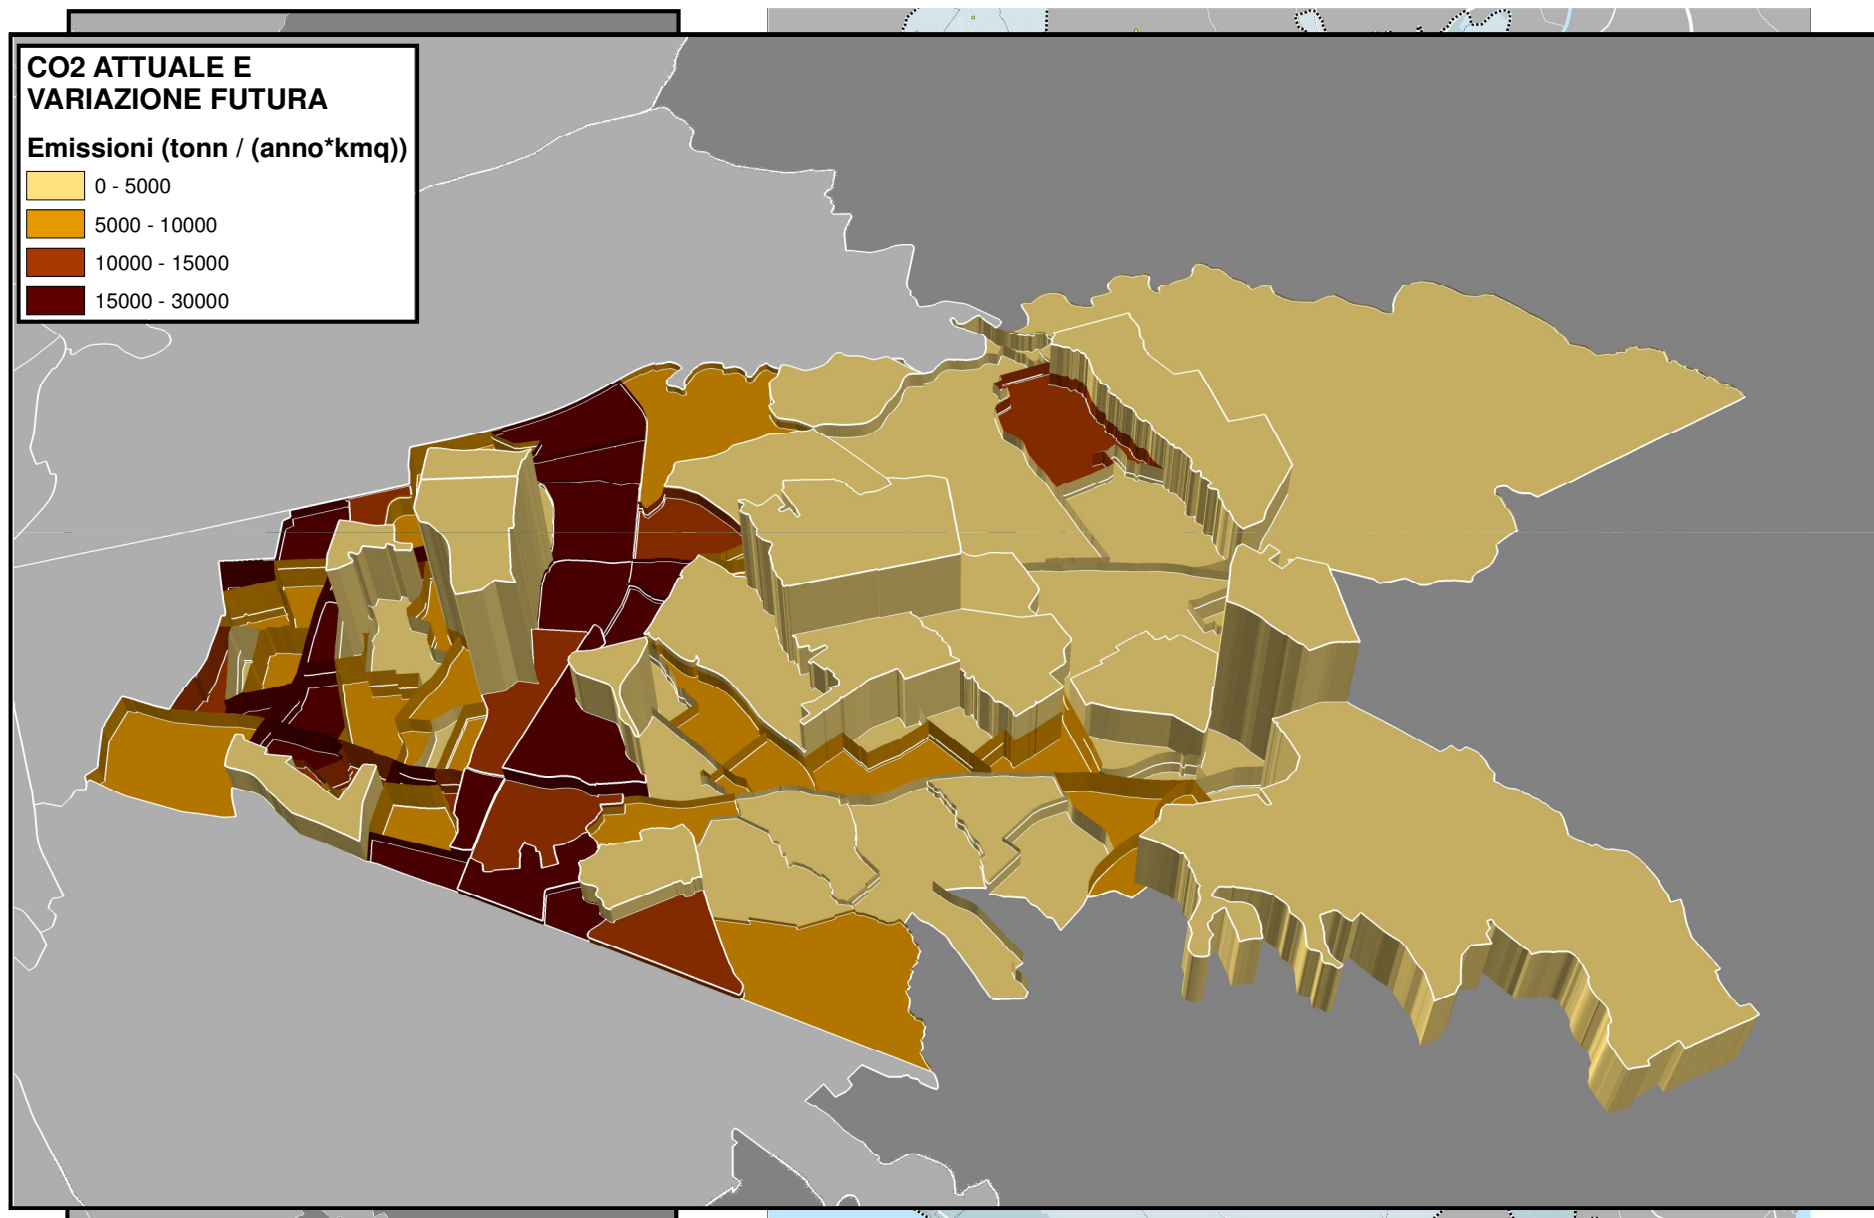 CO2 ATTUALE E
VARIAZIONE FUTURA
Emissioni (tonn / (anno*kmq))
0 - 5000
5000 - 10000
10000 - 15000
15000 - 30000